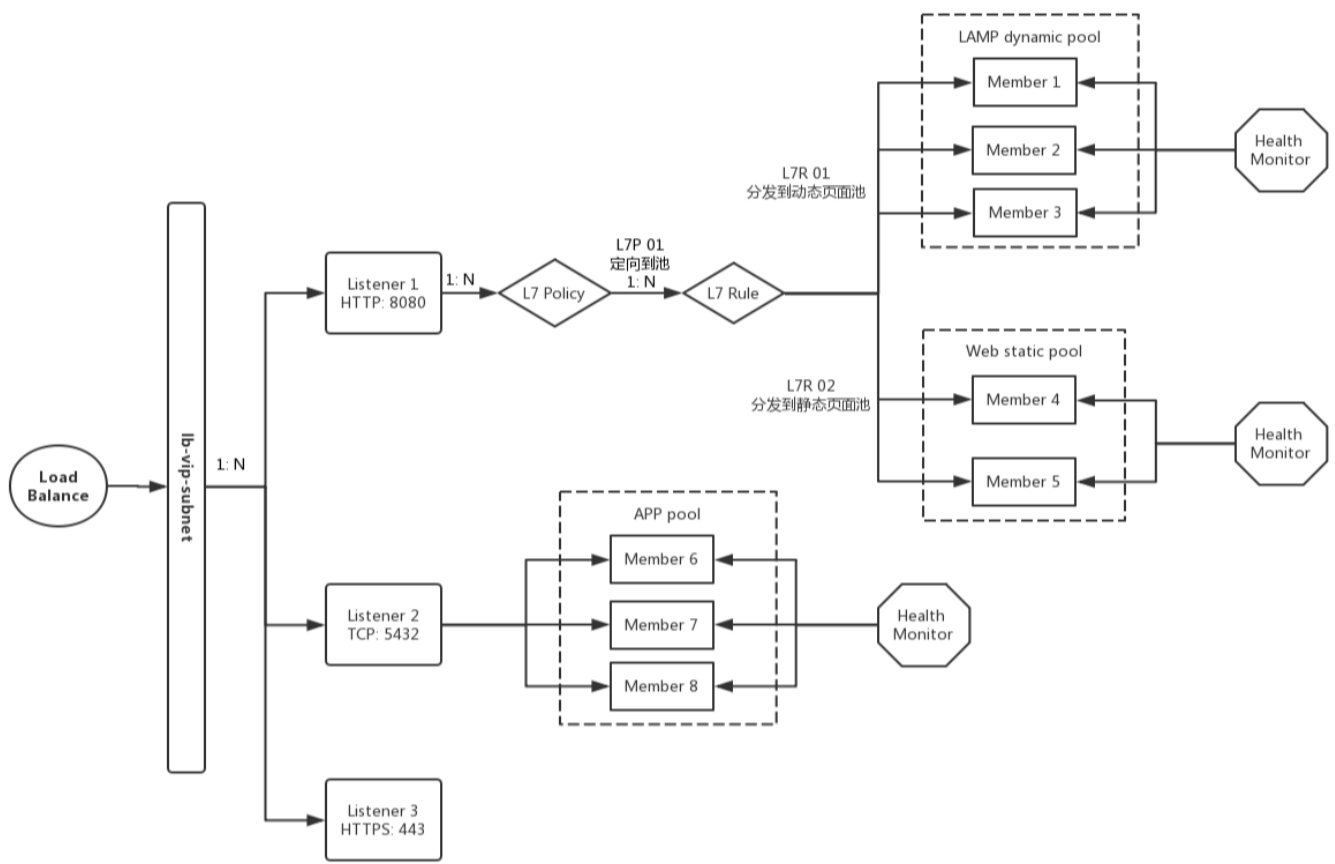 Load
Balance
lb-vip-subnet
1: N
Listener 1
HTTP: 8080
1: N
L7 Policy
L7P 01
定向到池
1: N
L7 Rule
L7R 01
分发到动态页面池
LAMP dynamic pool
Member 1
Member 2
Member 3
Health
Monitor
L7R 02
分发到静态页面池
Web static pool
Member 4
Member 5
Health
Monitor
Listener 2
TCP: 5432
APP pool
Member 6
Member 7
Member 8
Health
Monitor
Listener 3
HTTPS: 443